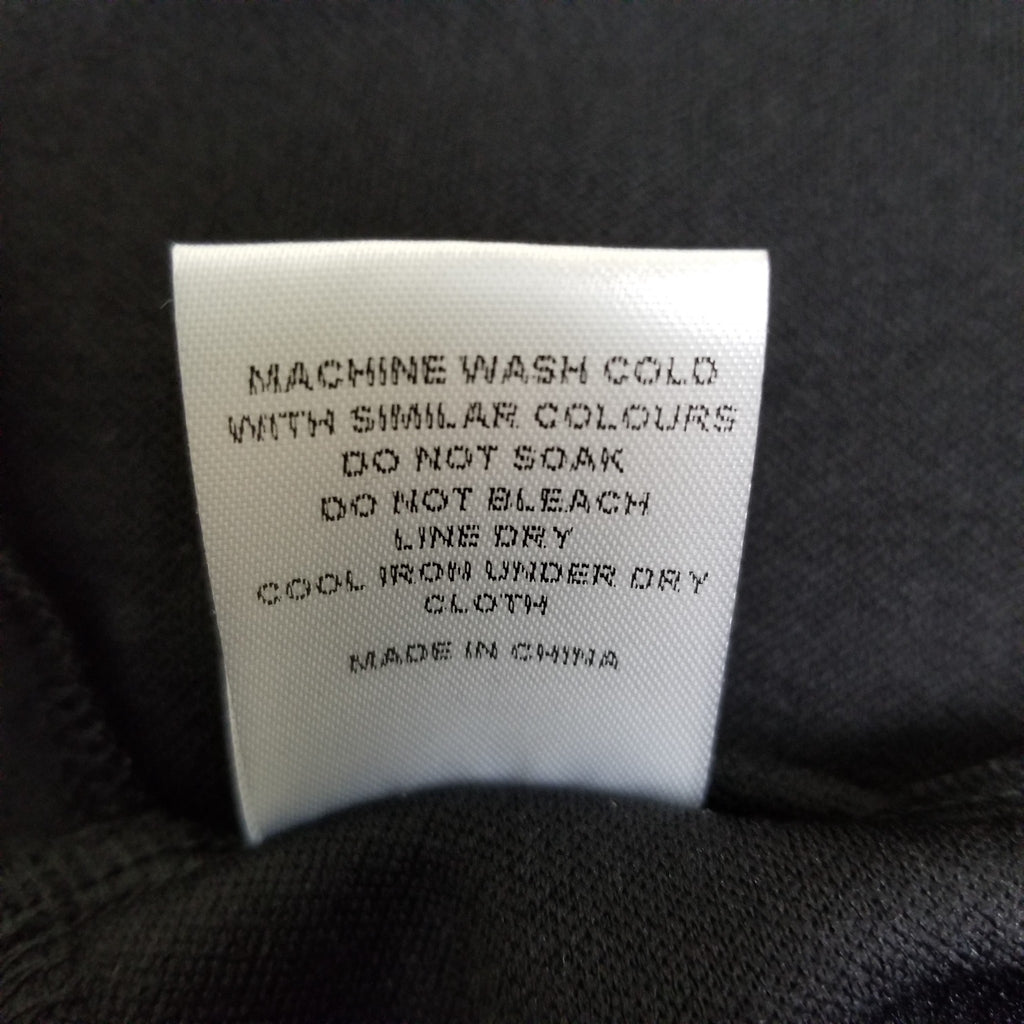 MACHINE WASH COLD
WITH SIMILAR COLOURS
DO NOT SOAK
DO NOT BLEACH
LINE DRY
COOL IRON UNDER DRY
CLOTH
MADE IN CHINA